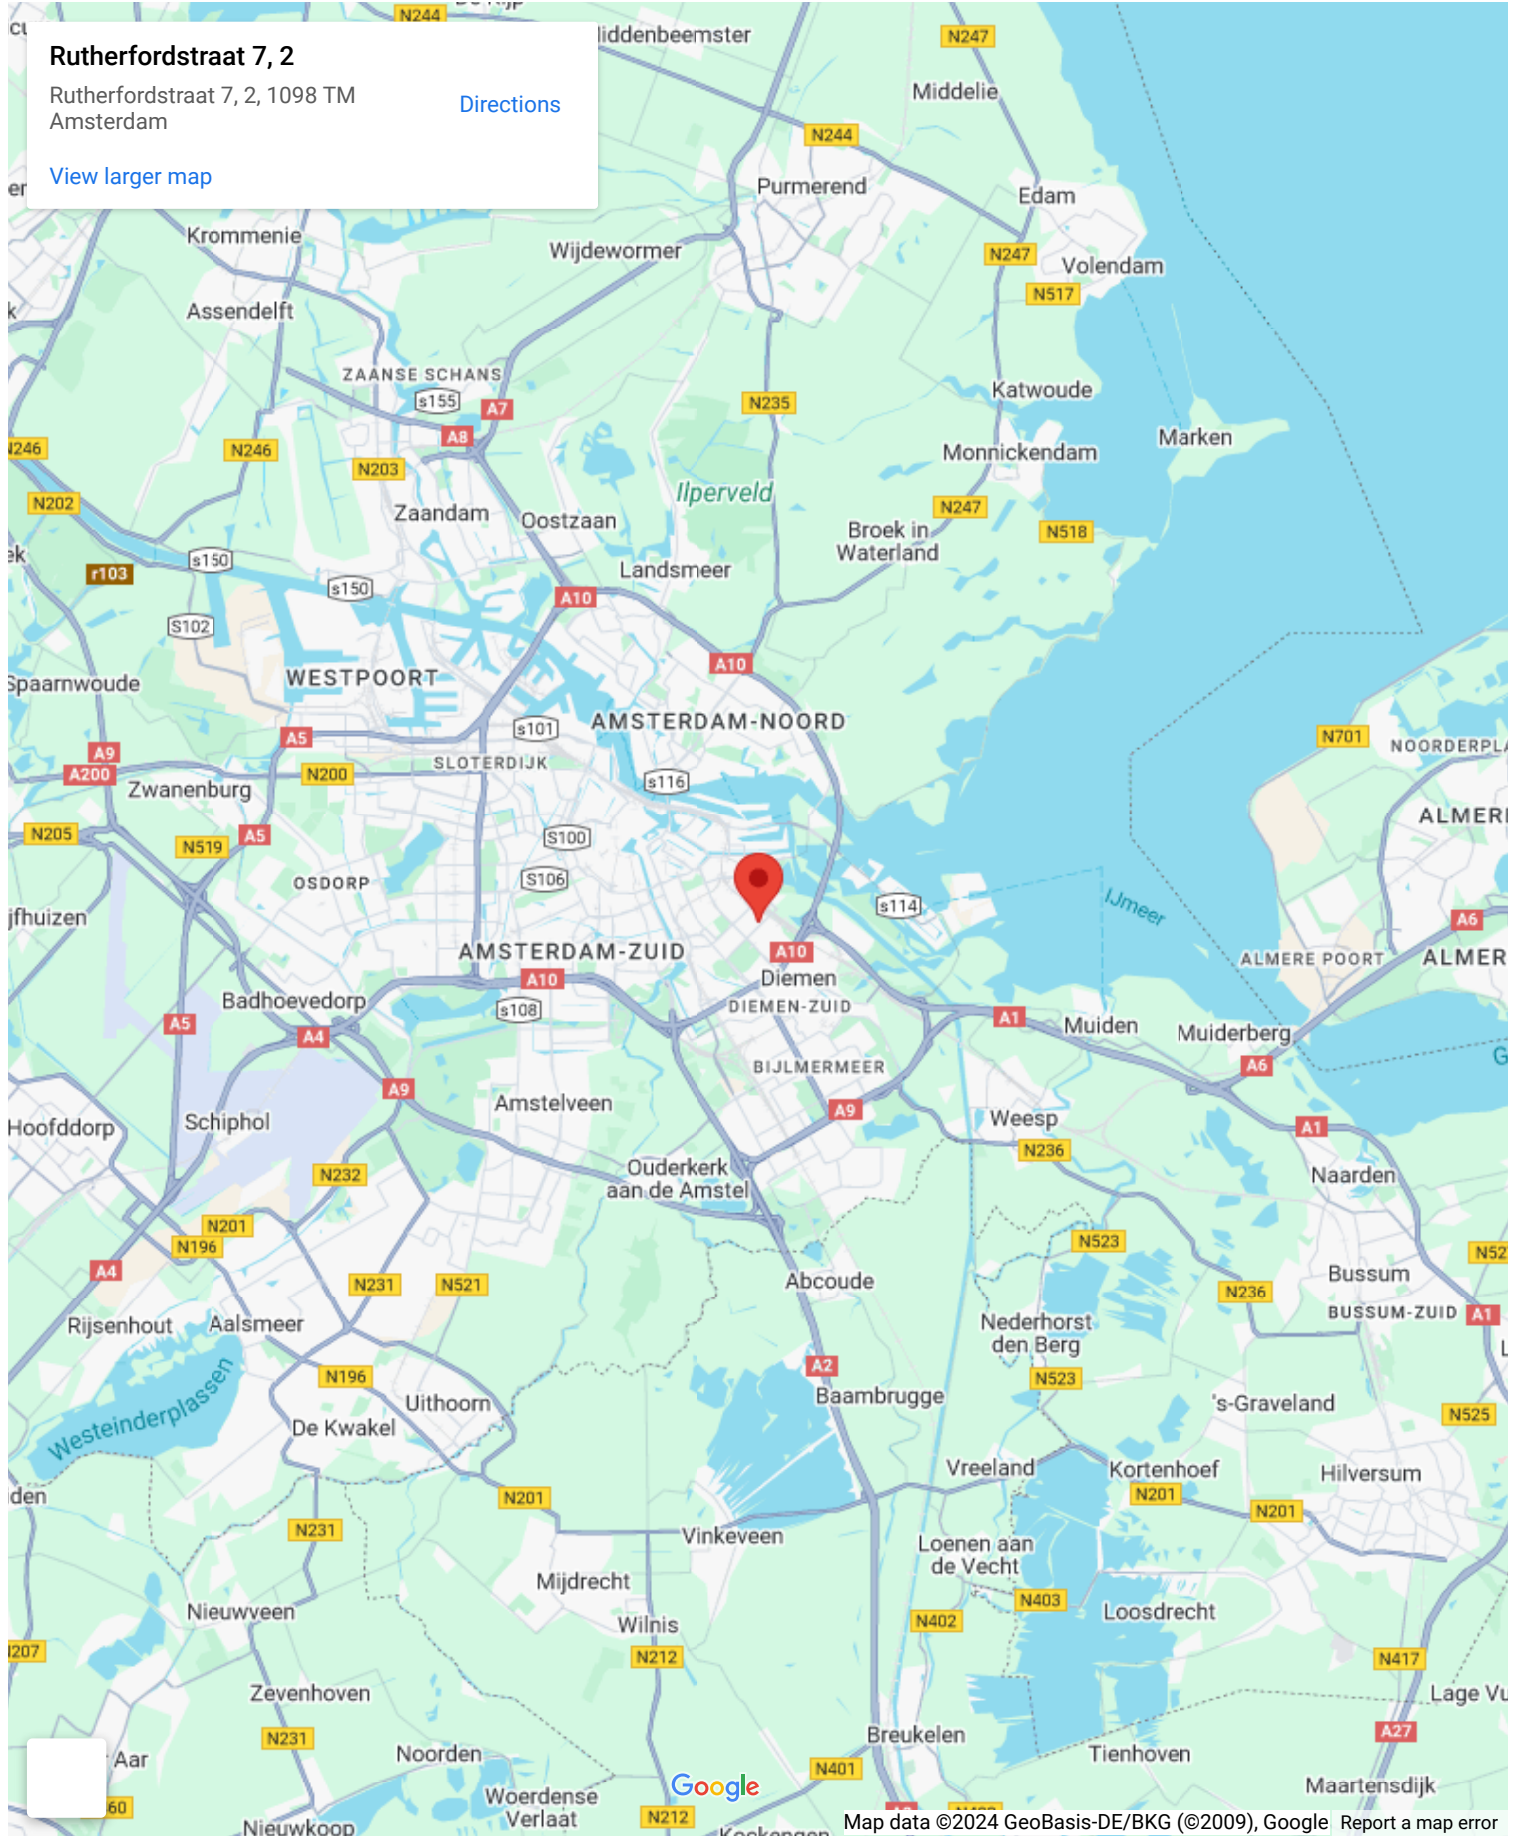 Rutherfordstraat 7, 2
Rutherfordstraat 7, 2, 1098 TM
Amsterdam
Directions
View larger map
N244
N247
Middelie
N244
Purmerend
Edam
Krommenie
Wijdewormer
N247
Volendam
N517
Assendelft
ZAANSE SCHANS
s155
A7
N235
Katwoude
A8
Marken
N246
N246
N203
Monnickendam
Ilperveld
N202
Zaandam
Oostzaan
N247
Broek in
Waterland
N518
s150
Landsmeer
r103
s150
A10
S102
A10
WESTPOORT
Spaarnwoude
AMSTERDAM-NOORD
s101
A5
N701
A9
A200
SLOTERDIJK
N200
s116
Zwanenburg
N205
A5
N519
S100
S106
OSDORP
s114
IJmeer
A6
AMSTERDAM-ZUID
A10
ALMERE POORT
A10
Diemen
Badhoevedorp
s108
DIEMEN-ZUID
A5
A4
A1
Muiden
Muiderberg
A6
BIJLMERMEER
A9
Amstelveen
A9
Schiphol
Hoofddorp
Weesp
A1
N236
N232
Ouderkerk
aan de Amstel
Naarden
N201
N196
N523
A4
N231
N521
Abcoude
Bussum
N236
BUSSUM-ZUID
A1
Rijsenhout
Aalsmeer
Nederhorst
den Berg
A2
N196
N523
Westeinderplassen
Uithoorn
Baambrugge
's-Graveland
De Kwakel
N525
Vreeland
Kortenhoef
Hilversum
N201
N201
N201
N231
Vinkeveen
Loenen aan
de Vecht
Mijdrecht
N403
Nieuwveen
Wilnis
N402
Loosdrecht
N212
N417
Zevenhoven
A27
N231
Breukelen
Aar
Noorden
Tienhoven
N401
Google
Woerdense
Verlaat
Maartensdijk
N212
Nieuwkoop
Map data ©2024 GeoBasis-DE/BKG (©2009), Google
Report a map error